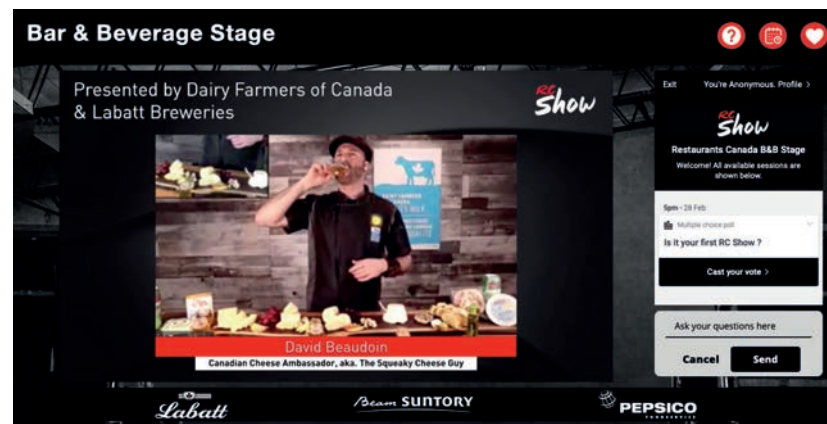 Bar & Beverage Stage
Presented by Dairy Farmers of Canada
& Labatt Breweries
RC
Show
David Beaudoin
Canadian Cheese Ambassador, aka. The Squeaky Cheese Guy
Exit
You're Anonymous. Profile >
RC
Show
Restaurants Canada B&B Stage
Welcome! All available sessions are
shown below.
5pm - 28 Feb
Multiple choice poll
Is it your first RC Show ?
Cast your vote >
Ask your questions here
Cancel
Send
Labatt
Beam SUNTORY
PEPSICO
FOODSERVICE